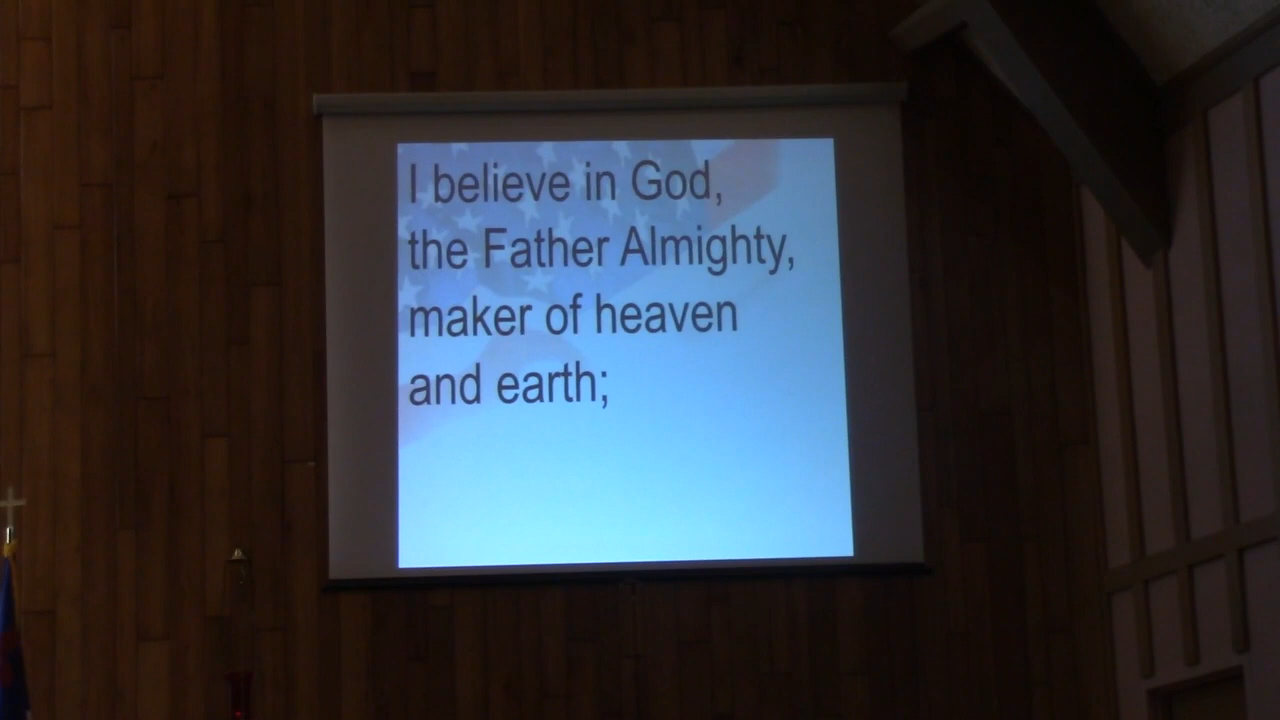 I believe in God,
the Father Almighty,
maker of heaven
and earth;